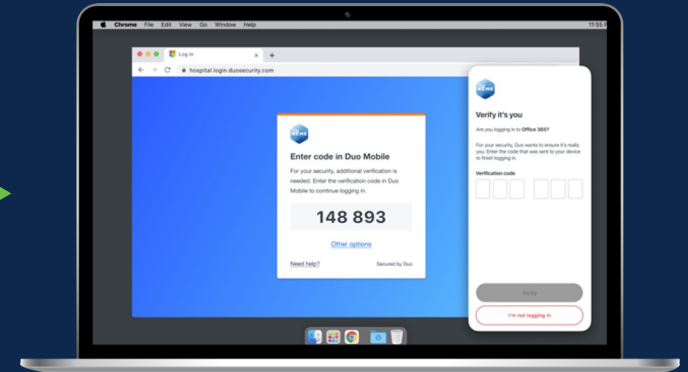 Chrome File Edit View Go Window Help
11:55
Log in
hospital.login.duosecurity.com
ACME
Enter code in Duo Mobile
For your security, additional verification is
needed. Enter the verification code in Duo
Mobile to continue logging in.
148 893
Other options
Need help? Secured by Duo
ACME
Verify it's you
Are you logging in to Office 365?
For your security, Duo wants to ensure it's really
you. Enter the code that was sent to your device
to finish logging in.
Verification code
Verify
I'm not logging in